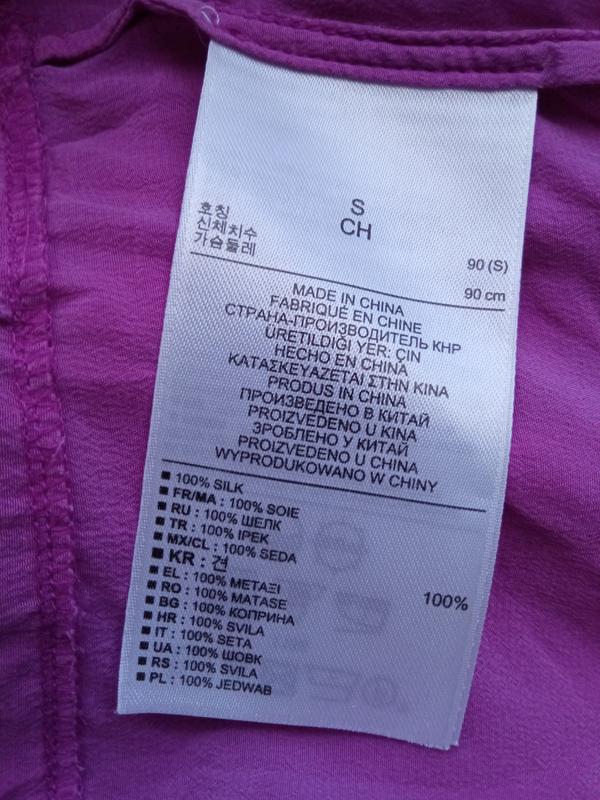 S
CH
호칭
신체치수
가슴둘레
90 (S)
90 cm
MADE IN CHINA
FABRIQUÉ EN CHINE
СТРАНА-ПРОИЗВОДИТЕЛЬ КНР
ÜRETILDIĞI YER: ÇIN
HECHO EN CHINA
ΚΑΤΑΣΚΕΥΑΖΕΤΑΙ ΣΤΗΝ ΚΙΝΑ
PRODUS IN CHINA
ПРОИЗВЕДЕНО В КИТАЙ
PROIZVEDENO U KINA
ЗРОБЛЕНО У КИТАЙ
PROIZVEDENO U CHINA
WYPRODUKOWANO W CHINY
■ 100% SILK
■ FR/MA : 100% SOIE
■ RU : 100% ШЕЛК
■ TR : 100% IPEK
■ MX/CL : 100% SEDA
■ KR : 견 100%
■ EL : 100% ΜΕΤΑΞΙ
■ RO : 100% MATASE
■ BG : 100% КОПРИНА
■ HR : 100% SVILA
■ IT : 100% SETA
■ UA : 100% ШОВК
■ RS : 100% SVILA
■ PL : 100% JEDWAB